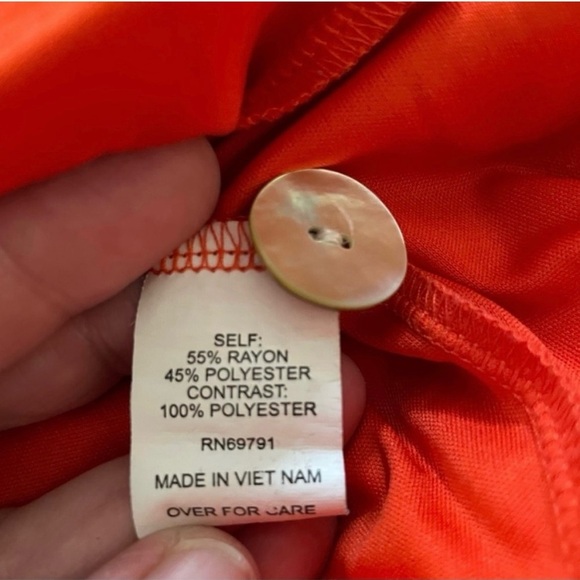 SELF:
55% RAYON
45% POLYESTER
CONTRAST:
100% POLYESTER
RN69791
MADE IN VIET NAM
OVER FOR CARE